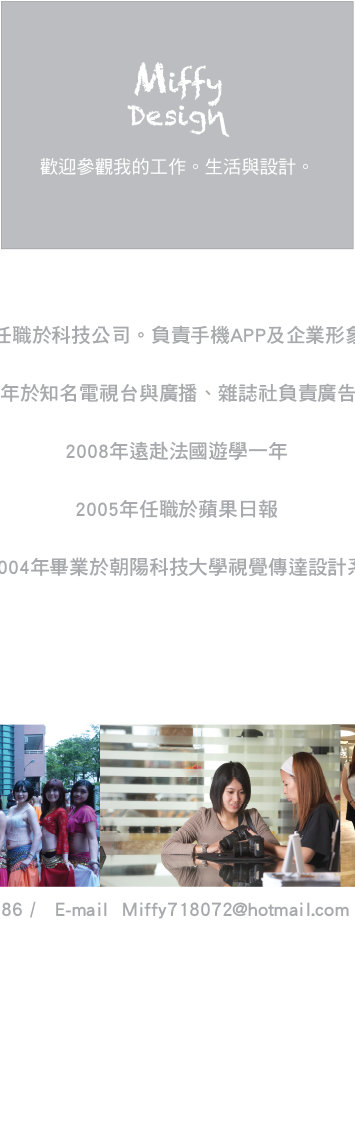 Miffy
Design
歡迎參觀我的工作。生活與設計。
任職於科技公司。負責手機APP及企業形象
年於知名電視台與廣播、雜誌社負責廣告
2008年遠赴法國遊學一年
2005年任職於蘋果日報
004年畢業於朝陽科技大學視覺傳達設計系
86 / E-mail Miffy718072@hotmail.com